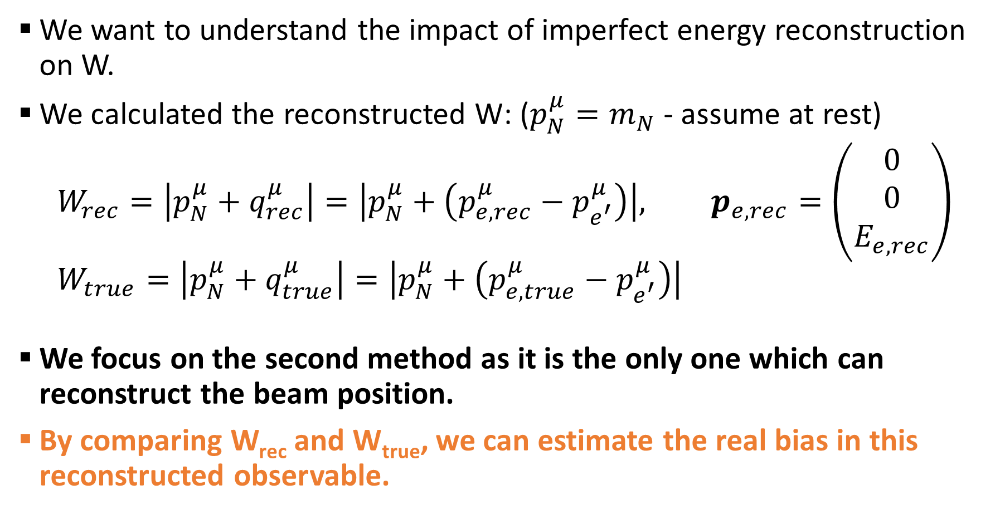 ▪ We want to understand the impact of imperfect energy reconstruction
on W.
▪ We calculated the reconstructed W: ($p_N^\mu = m_N$ - assume at rest)
$W_{rec} = \left|p_N^\mu + q_{rec}^\mu\right| = \left|p_N^\mu + \left(p_{e,rec}^\mu - p_{e'}^\mu\right)\right|, \quad \boldsymbol{p}_{e,rec} = \begin{pmatrix} 0 \\ 0 \\ E_{e,rec} \end{pmatrix}$
$W_{true} = \left|p_N^\mu + q_{true}^\mu\right| = \left|p_N^\mu + \left(p_{e,true}^\mu - p_{e'}^\mu\right)\right|$
▪ We focus on the second method as it is the only one which can
reconstruct the beam position.
▪ By comparing W$_{rec}$ and W$_{true}$, we can estimate the real bias in this
reconstructed observable.